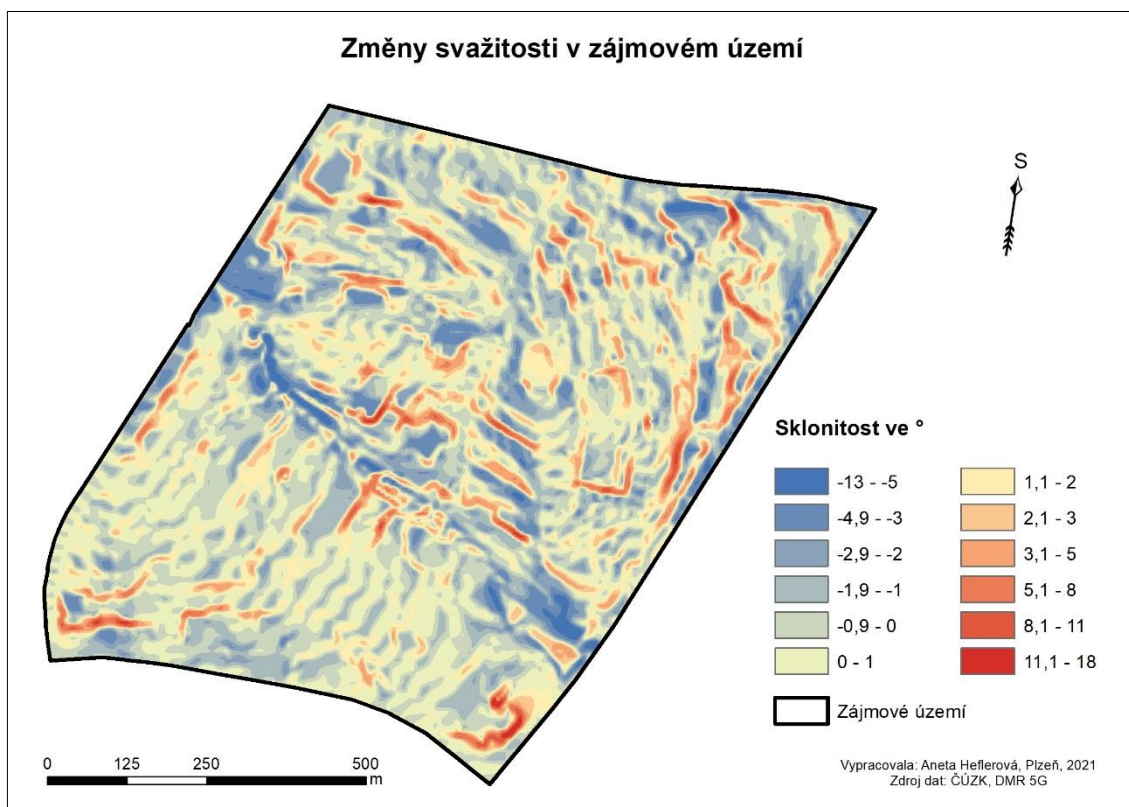 Změny svažitosti v zájmovém území
S
Sklonitost ve °
-13 - -5
-4,9 - -3
-2,9 - -2
-1,9 - -1
-0,9 - 0
0 - 1
1,1 - 2
2,1 - 3
3,1 - 5
5,1 - 8
8,1 - 11
11,1 - 18
Zájmové území
0 125 250 500
m
Vypracovala: Aneta Heflerová, Plzeň, 2021
Zdroj dat: ČÚZK, DMR 5G